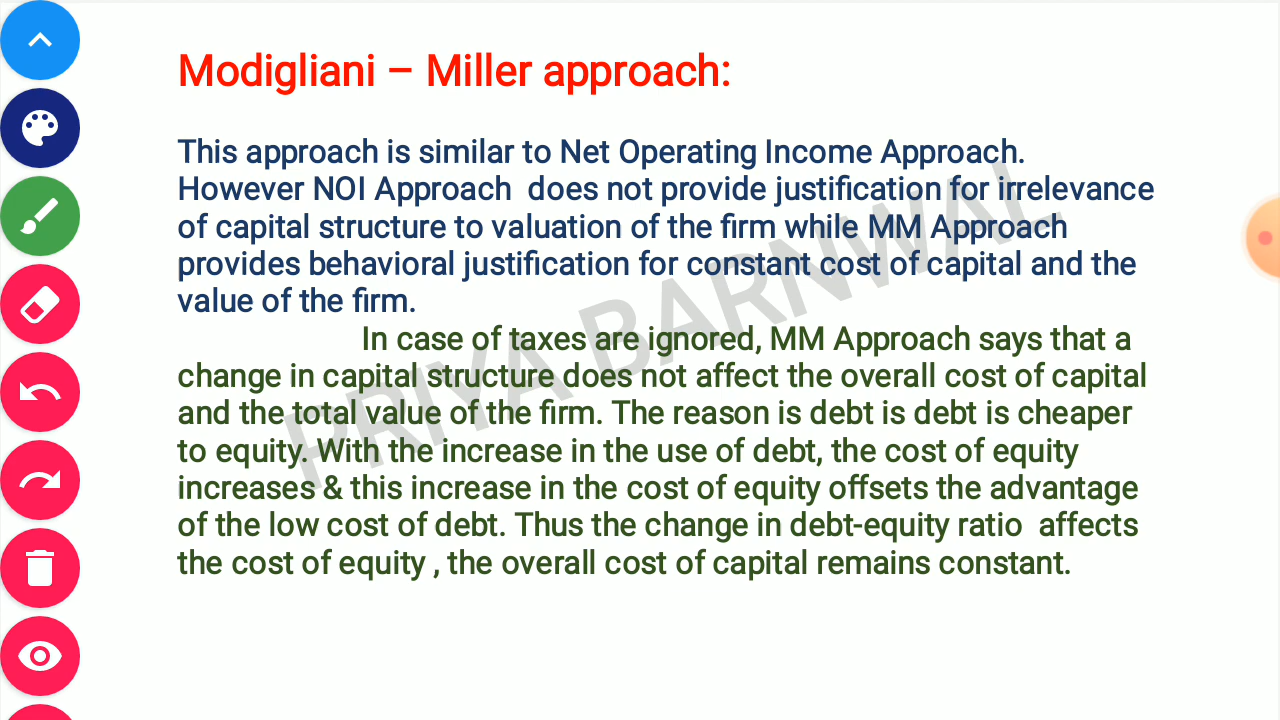 Modigliani – Miller approach:
This approach is similar to Net Operating Income Approach.
However NOI Approach does not provide justification for irrelevance
of capital structure to valuation of the firm while MM Approach
provides behavioral justification for constant cost of capital and the
value of the firm.
In case of taxes are ignored, MM Approach says that a
change in capital structure does not affect the overall cost of capital
and the total value of the firm. The reason is debt is debt is cheaper
to equity. With the increase in the use of debt, the cost of equity
increases & this increase in the cost of equity offsets the advantage
of the low cost of debt. Thus the change in debt-equity ratio affects
the cost of equity , the overall cost of capital remains constant.
PRIYA BARNWAL